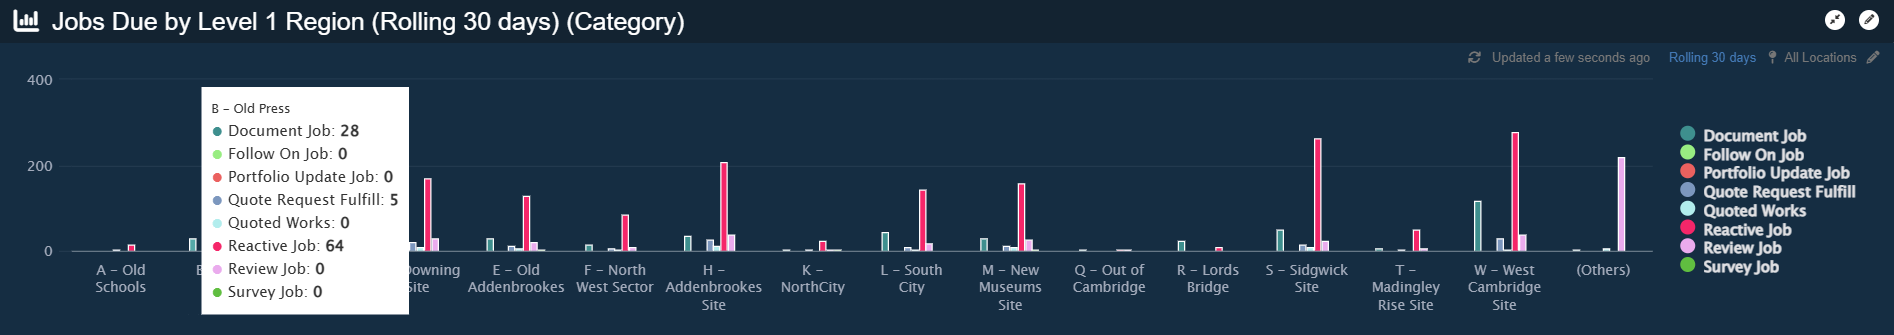 Jobs Due by Level 1 Region (Rolling 30 days) (Category)
Updated a few seconds ago Rolling 30 days All Locations
400
200
0
B - Old Press
Document Job: 28
Follow On Job: 0
Portfolio Update Job: 0
Quote Request Fulfill: 5
Quoted Works: 0
Reactive Job: 64
Review Job: 0
Survey Job: 0
A - Old
Schools
Downing
Site
E - Old
Addenbrookes
F - North
West Sector
H -
Addenbrookes
Site
K -
NorthCity
L - South
City
M - New
Museums
Site
Q - Out of
Cambridge
R - Lords
Bridge
S - Sidgwick
Site
T -
Madingley
Rise Site
W - West
Cambridge
Site
(Others)
Document Job
Follow On Job
Portfolio Update Job
Quote Request Fulfill
Quoted Works
Reactive Job
Review Job
Survey Job